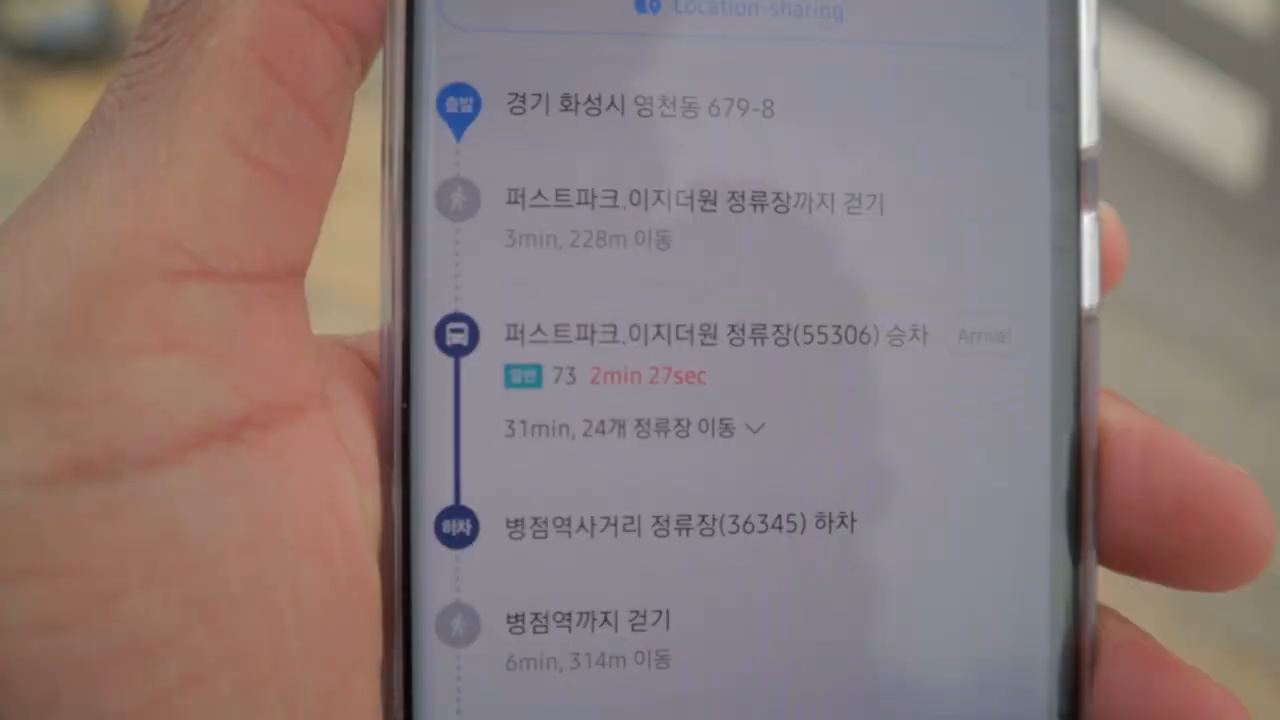 Location-sharing
출발
경기 화성시 영천동 679-8
퍼스트파크.이지더원 정류장까지 걷기
3min, 228m 이동
퍼스트파크.이지더원 정류장(55306) 승차 Arrival
일반 73 2min 27sec
31min, 24개 정류장 이동
하차
병점역사거리 정류장(36345) 하차
병점역까지 걷기
6min, 314m 이동